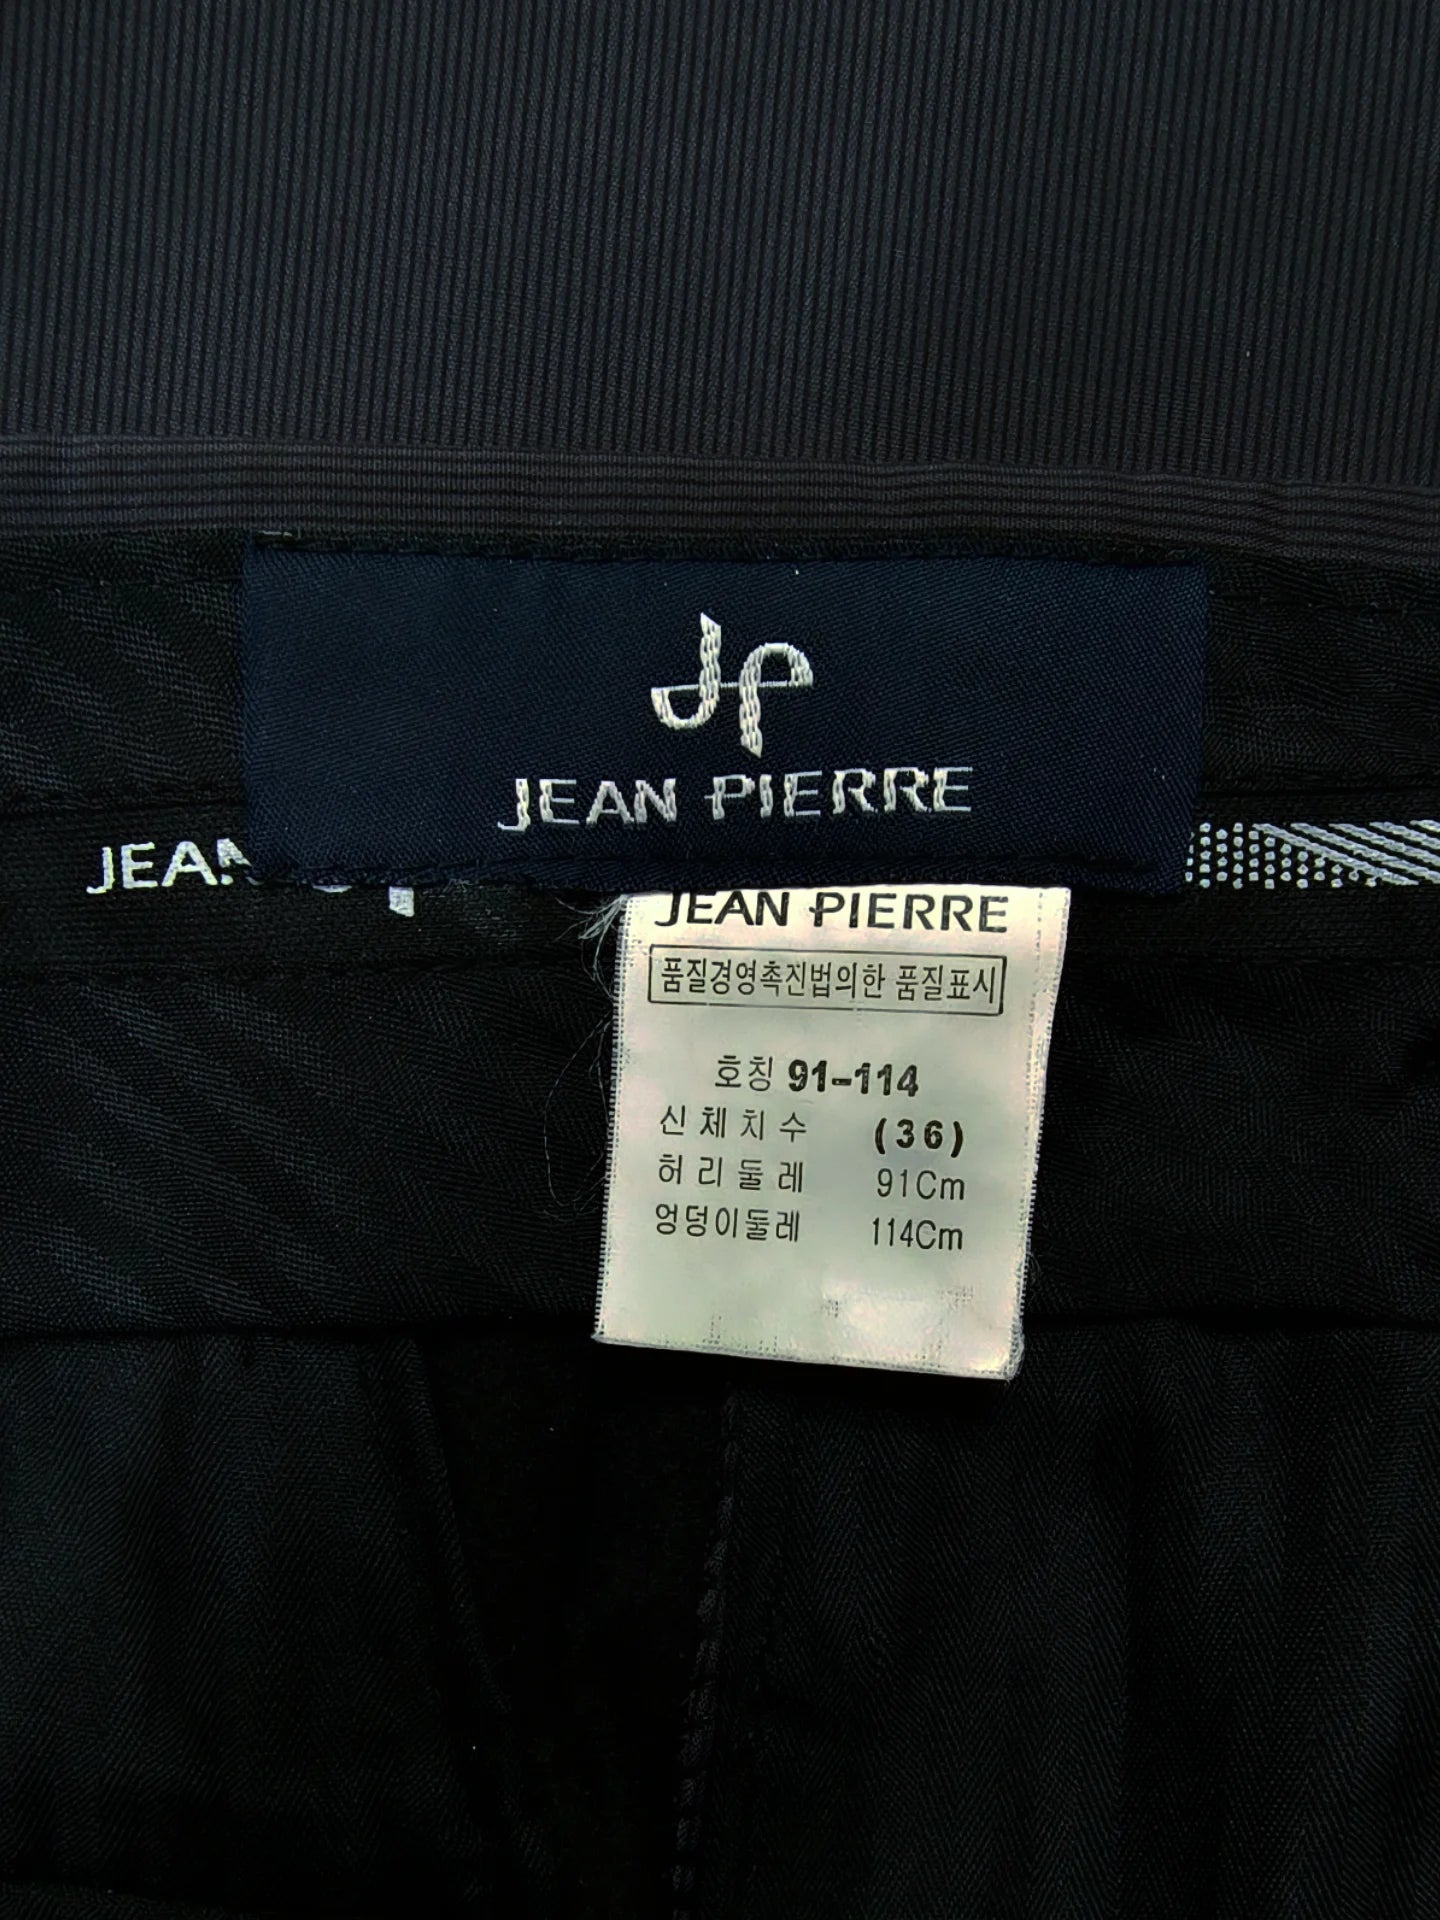 JP
JEAN PIERRE
JEAN
JEAN PIERRE
품질경영촉진법의한 품질표시
호칭 91-114
신체치수 (36)
허리둘레 91Cm
엉덩이둘레 114Cm